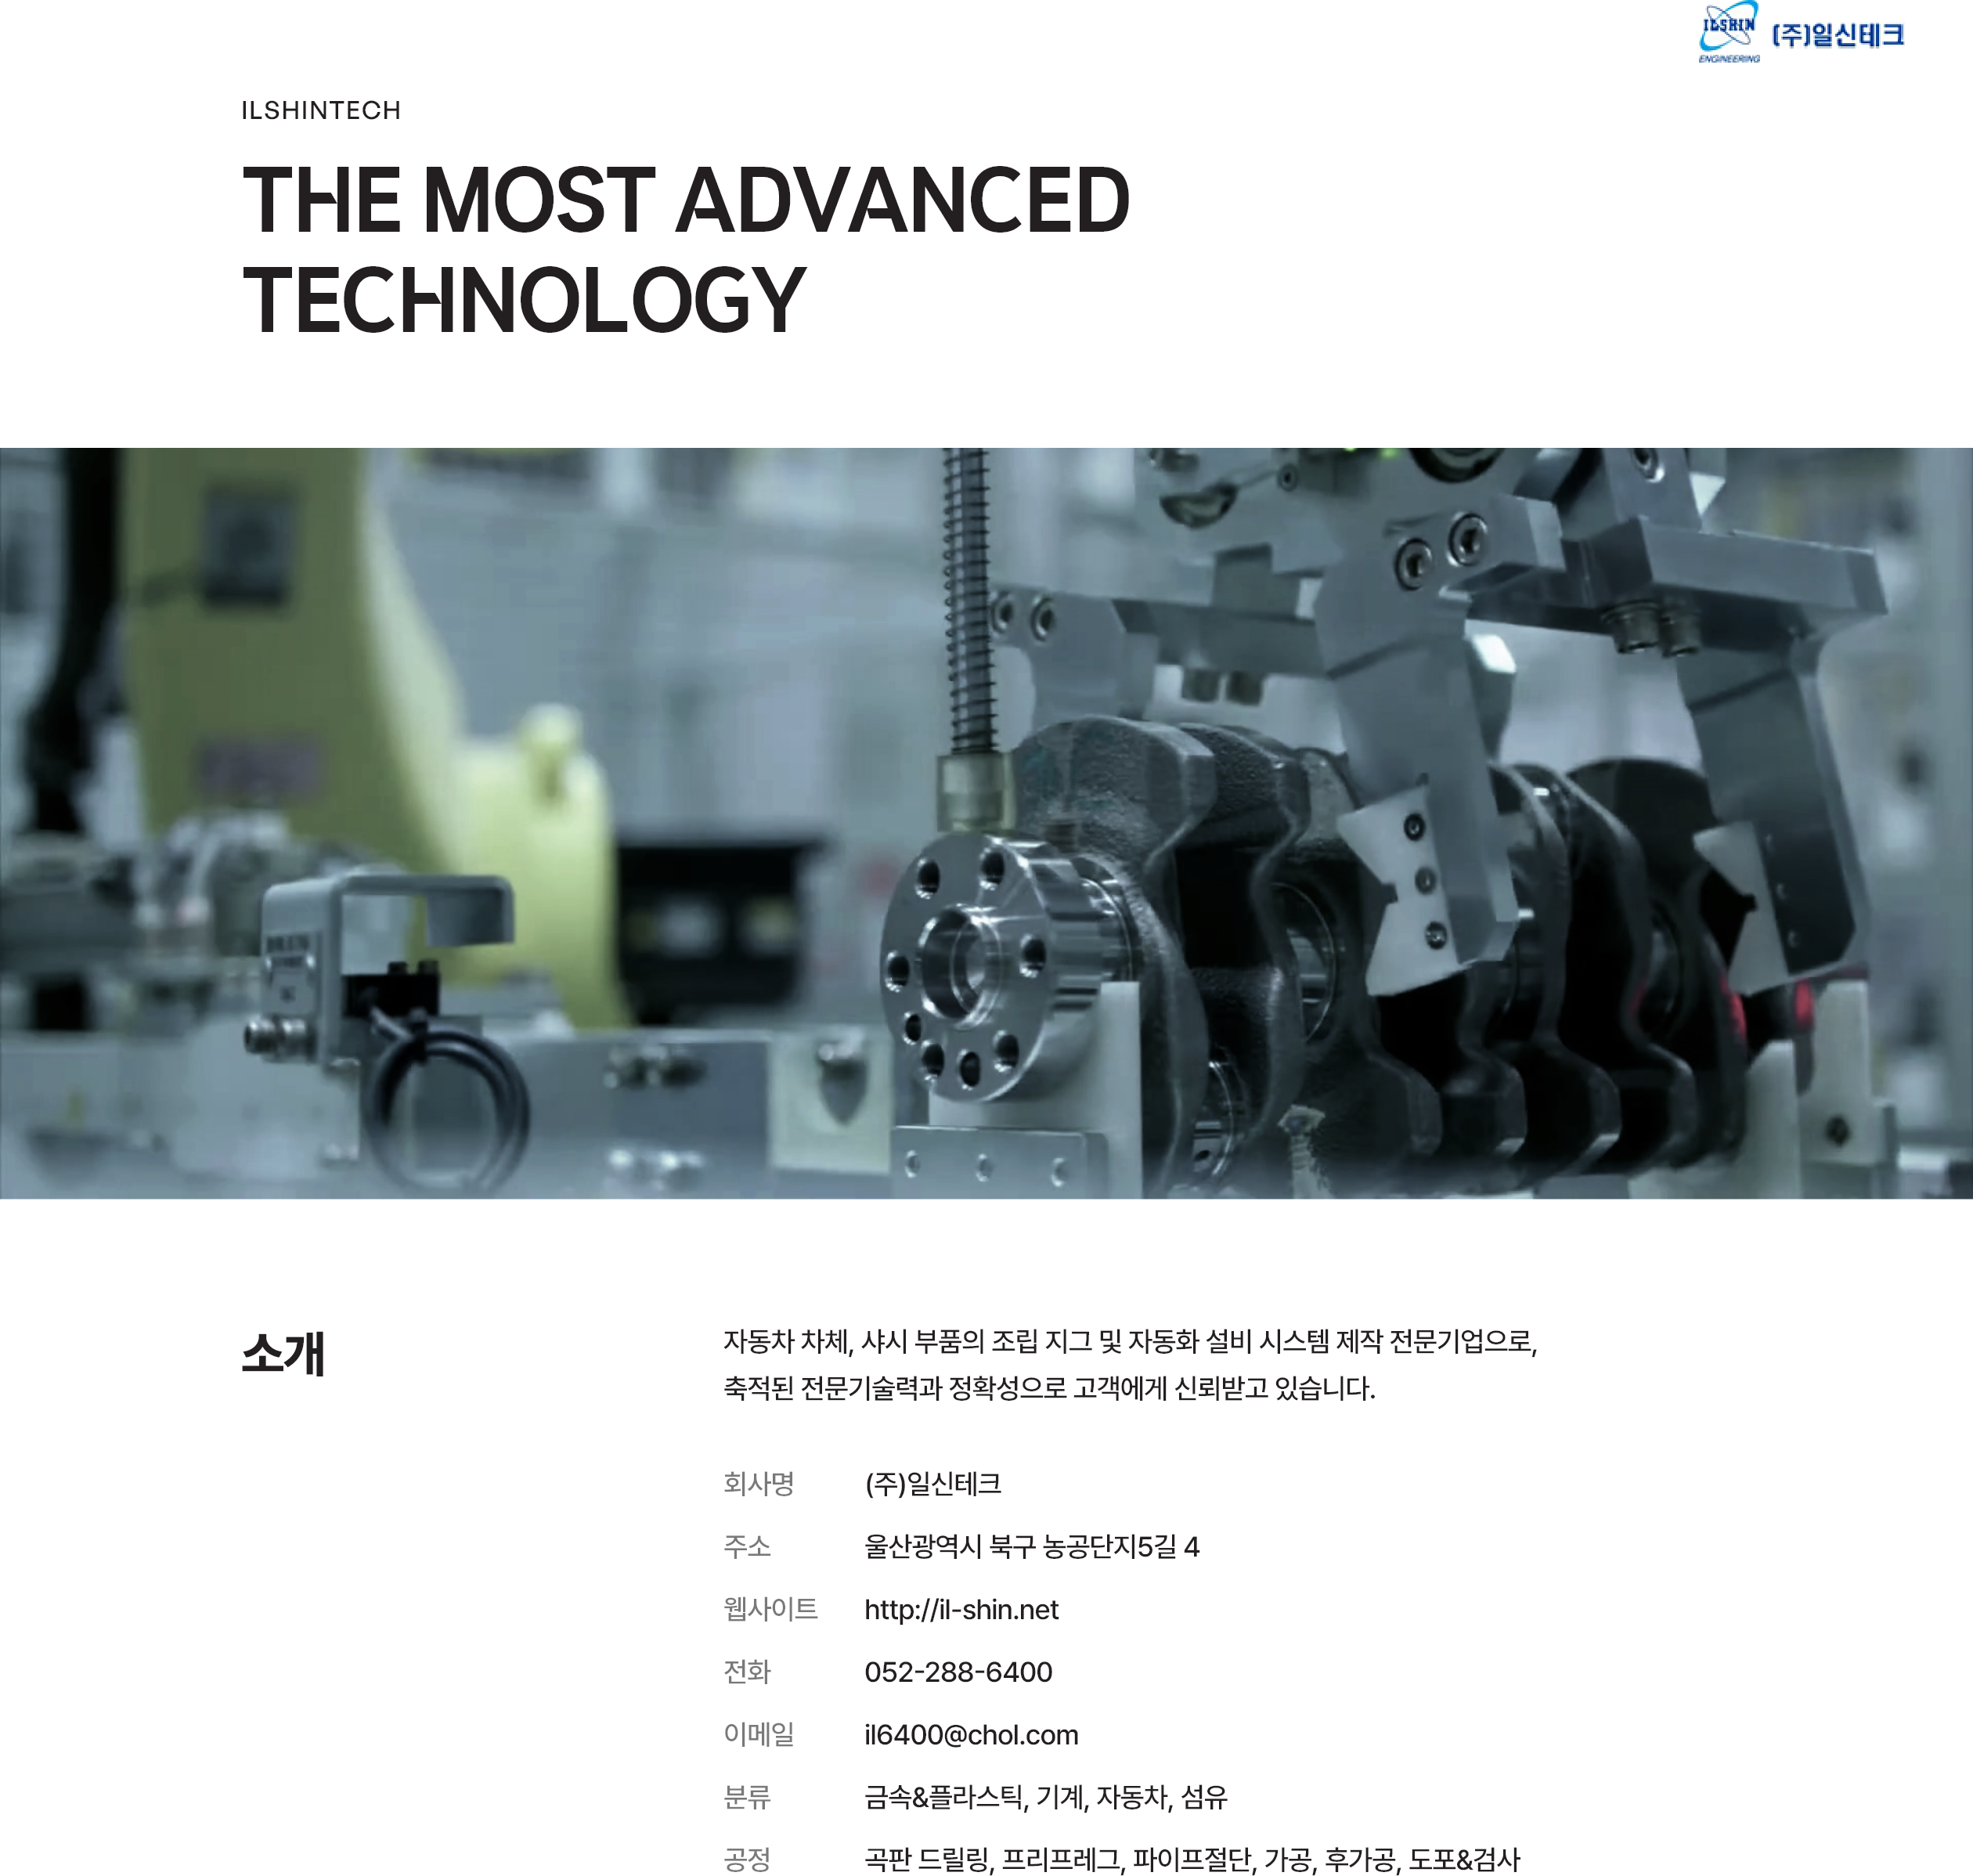 ILSHIN
ENGINEERING
(주)일신테크
ILSHINTECH
THE MOST ADVANCED
TECHNOLOGY
소개
자동차 차체, 샤시 부품의 조립 지그 및 자동화 설비 시스템 제작 전문기업으로,
축적된 전문기술력과 정확성으로 고객에게 신뢰받고 있습니다.
회사명 (주)일신테크
주소 울산광역시 북구 농공단지5길 4
웹사이트 http://il-shin.net
전화 052-288-6400
이메일 il6400@chol.com
분류 금속&플라스틱, 기계, 자동차, 섬유
공정 곡판 드릴링, 프리프레그, 파이프절단, 가공, 후가공, 도포&검사